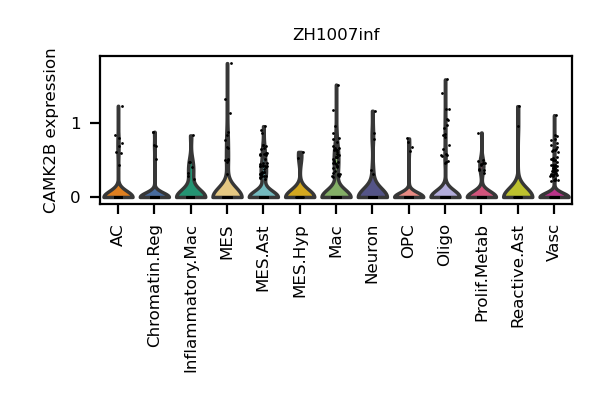 ZH1007inf
CAMK2B expression
1
0
AC
Chromatin.Reg
Inflammatory.Mac
MES
MES.Ast
MES.Hyp
Mac
Neuron
OPC
Oligo
Prolif.Metab
Reactive.Ast
Vasc